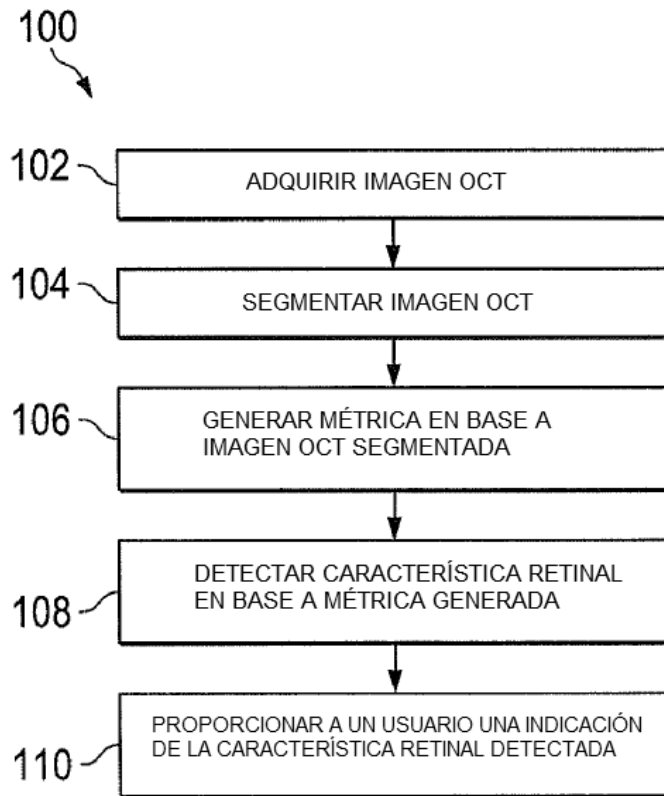 100
102
ADQUIRIR IMAGEN OCT
104
SEGMENTAR IMAGEN OCT
106
GENERAR MÉTRICA EN BASE A
IMAGEN OCT SEGMENTADA
108
DETECTAR CARACTERÍSTICA RETINAL
EN BASE A MÉTRICA GENERADA
110
PROPORCIONAR A UN USUARIO UNA INDICACIÓN
DE LA CARACTERÍSTICA RETINAL DETECTADA